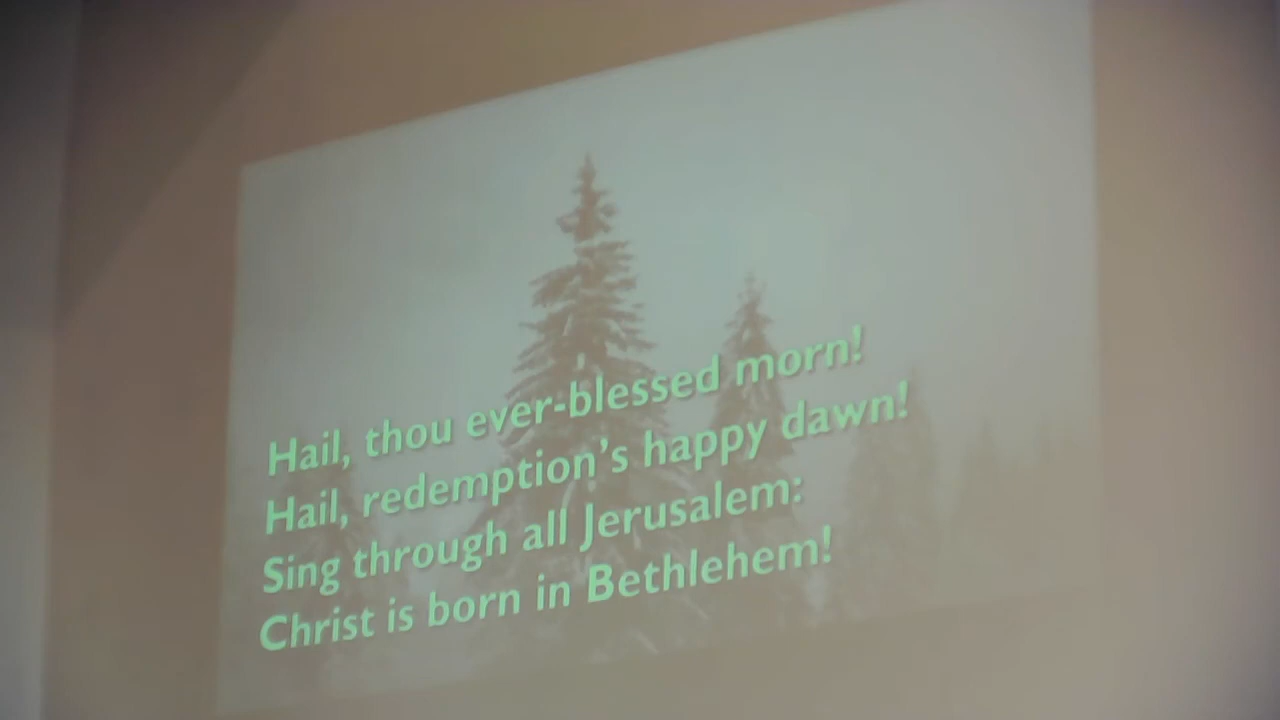 Hail, thou ever-blessed morn!
Hail, redemption’s happy dawn!
Sing through all Jerusalem:
Christ is born in Bethlehem!